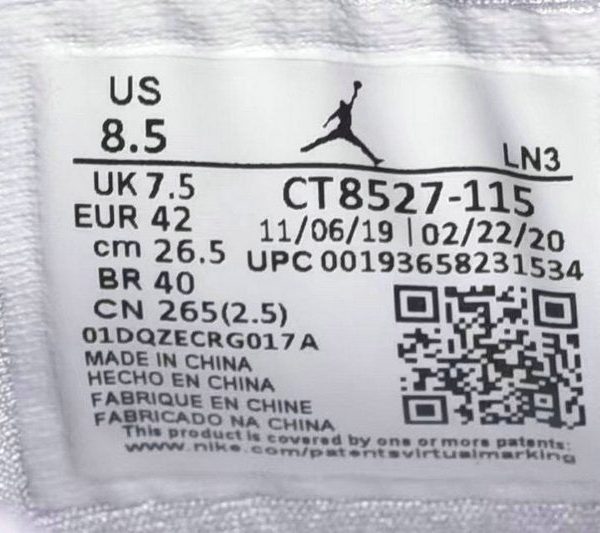 US
8.5
LN3
UK 7.5
CT8527-115
EUR 42
11/06/19 | 02/22/20
cm 26.5
UPC 00193658231534
BR 40
CN 265(2.5)
01DQZECRG017A
MADE IN CHINA
HECHO EN CHINA
FABRIQUE EN CHINE
FABRICADO NA CHINA
This product is covered by one or more patents:
www.nike.com/patentsvirtualmarking